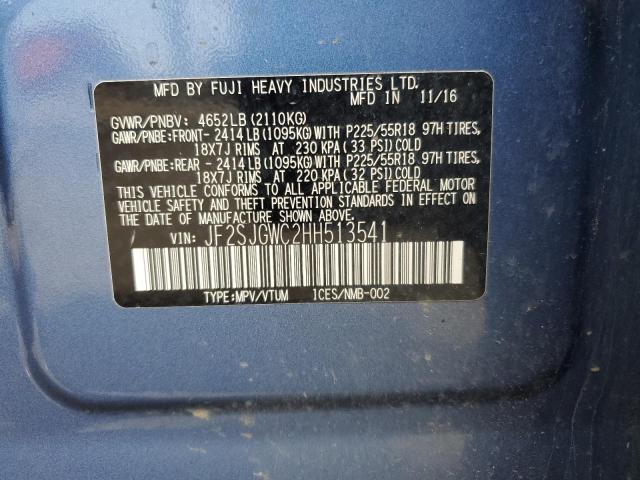 MFD BY FUJI HEAVY INDUSTRIES LTD.
MFD IN 11/16
GVWR/PNBV: 4652LB (2110KG)
GAWR/PNBE:FRONT- 2414 LB(1095KG)WITH P225/55R18 97H TIRES,
18X7J RIMS AT 230 KPA (33 PSI)COLD
GAWR/PNBE:REAR - 2414 LB(1095KG)WITH P225/55R18 97H TIRES,
18X7J RIMS AT 220 KPA (32 PSI)COLD
THIS VEHICLE CONFORMS TO ALL APPLICABLE FEDERAL MOTOR
VEHICLE SAFETY AND THEFT PREVENTION STANDARDS IN EFFECT
ON THE DATE OF MANUFACTURE SHOWN ABOVE.
VIN: JF2SJGWC2HH513541
TYPE:MPV/VTUM ICES/NMB-002